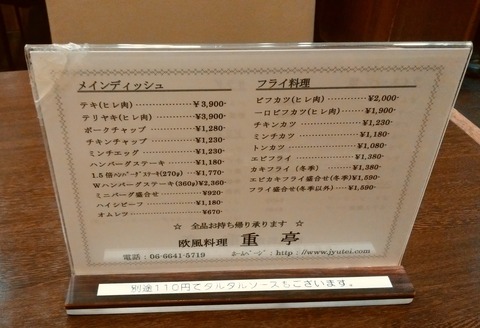 メインディッシュ
テキ(ヒレ肉)……………¥3,900-
テリヤキ(ヒレ肉)…………¥3,900-
ポークチャップ……………¥1,280-
チキンチャップ……………¥1,230-
ミンチエッグ………………¥1,230-
ハンバーグステーキ………¥1,180-
1.5倍ハンバーグステーキ(270g)……¥1,770-
Wハンバーグステーキ(360g)¥2,360-
ミニバーグ盛合せ…………¥920-
ハイシビーフ………………¥1,180-
オムレツ……………………¥670-
フライ料理
ビフカツ(ヒレ肉)…………¥2,000-
一口ビフカツ(ヒレ肉)……¥1,900-
チキンカツ…………………¥1,230-
ミンチカツ…………………¥1,180-
トンカツ……………………¥1,080-
エビフライ…………………¥1,380-
カキフライ(冬季)…………¥1,380-
エビカキフライ盛合せ(冬季)¥1,590-
フライ盛合せ(冬季以外)……¥1,590-
☆ 全品お持ち帰り承ります ☆
欧風料理 重亭
電話:06-6641-5719 ホームページ:http://www.jyutei.com
別途110円でタルタルソースもございます。